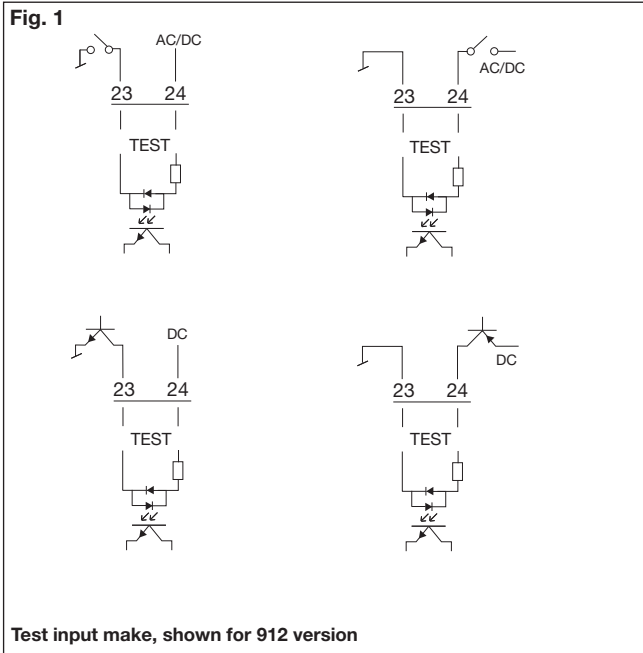 Fig. 1
AC/DC
23 24
TEST
AC/DC
23 24
TEST
DC
23 24
TEST
DC
23 24
TEST
Test input make, shown for 912 version